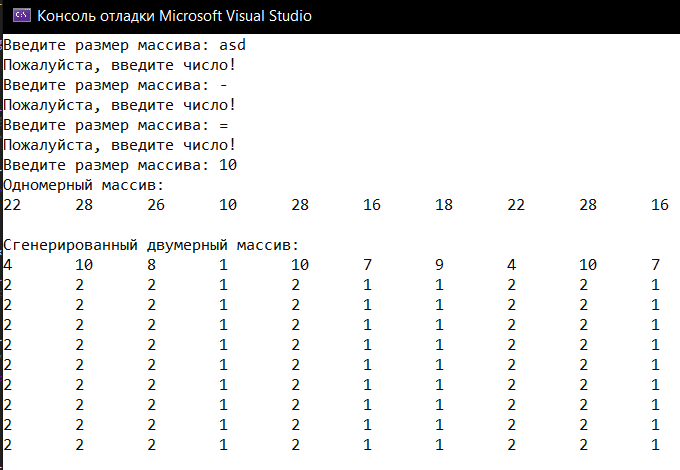 Консоль отладки Microsoft Visual Studio
Введите размер массива: asd
Пожалуйста, введите число!
Введите размер массива: -
Пожалуйста, введите число!
Введите размер массива: =
Пожалуйста, введите число!
Введите размер массива: 10
Одномерный массив:
22 28 26 10 28 16 18 22 28 16
Сгенерированный двумерный массив:
4 10 8 1 10 7 9 4 10 7
2 2 2 1 2 1 1 2 2 1
2 2 2 1 2 1 1 2 2 1
2 2 2 1 2 1 1 2 2 1
2 2 2 1 2 1 1 2 2 1
2 2 2 1 2 1 1 2 2 1
2 2 2 1 2 1 1 2 2 1
2 2 2 1 2 1 1 2 2 1
2 2 2 1 2 1 1 2 2 1
2 2 2 1 2 1 1 2 2 1